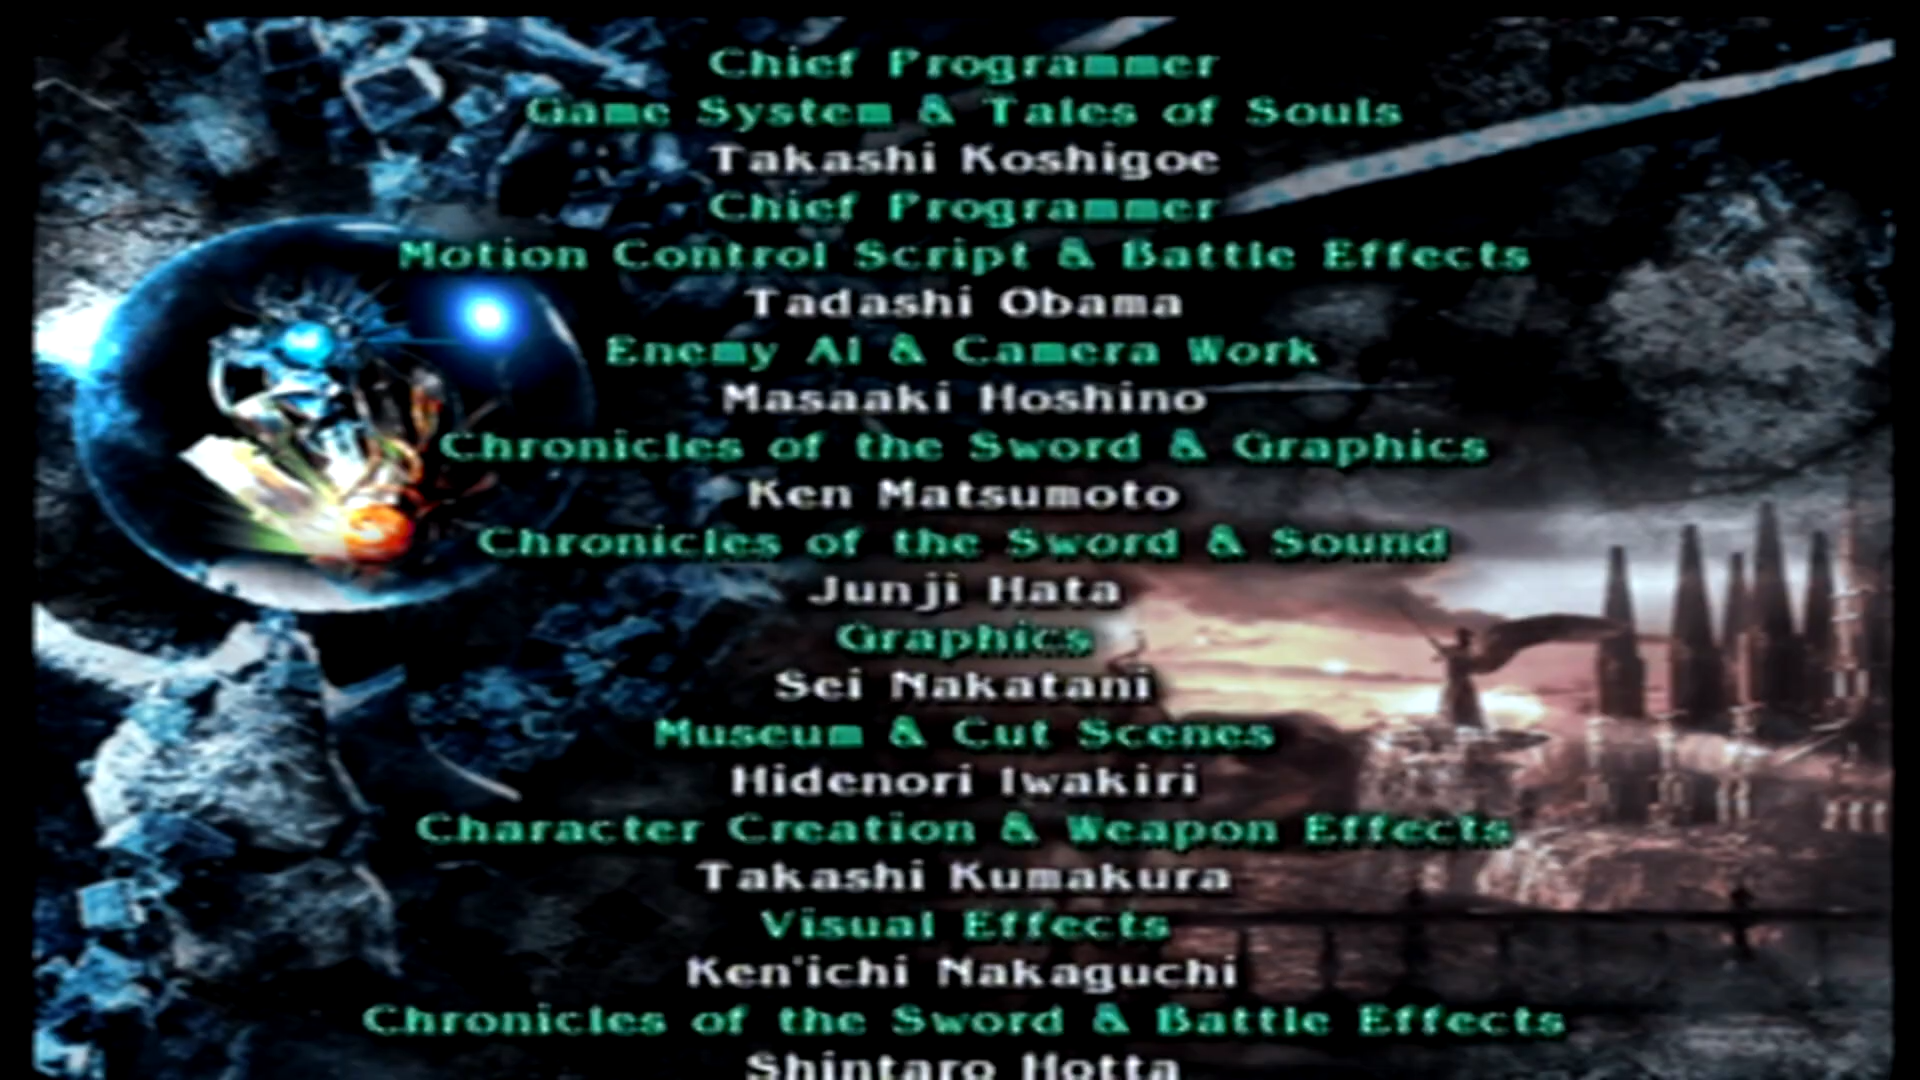 Chief Programmer
Game System & Tales of Souls
Takashi Koshigoe
Chief Programmer
Motion Control Script & Battle Effects
Tadashi Obama
Enemy AI & Camera Work
Masaaki Hoshino
Chronicles of the Sword & Graphics
Ken Matsumoto
Chronicles of the Sword & Sound
Junji Hata
Graphics
Sei Nakatani
Museum & Cut Scenes
Hidenori Iwakiri
Character Creation & Weapon Effects
Takashi Kumakura
Visual Effects
Ken'ichi Nakaguchi
Chronicles of the Sword & Battle Effects
Shintaro Hotta